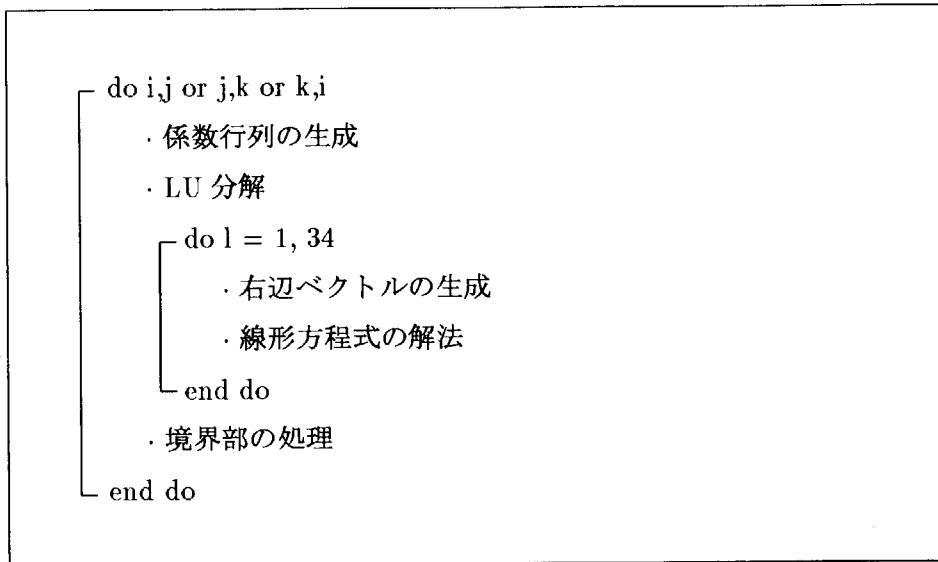 do i,j or j,k or k,i
・係数行列の生成
・LU 分解
do l = 1, 34
・右辺ベクトルの生成
・線形方程式の解法
end do
・境界部の処理
end do